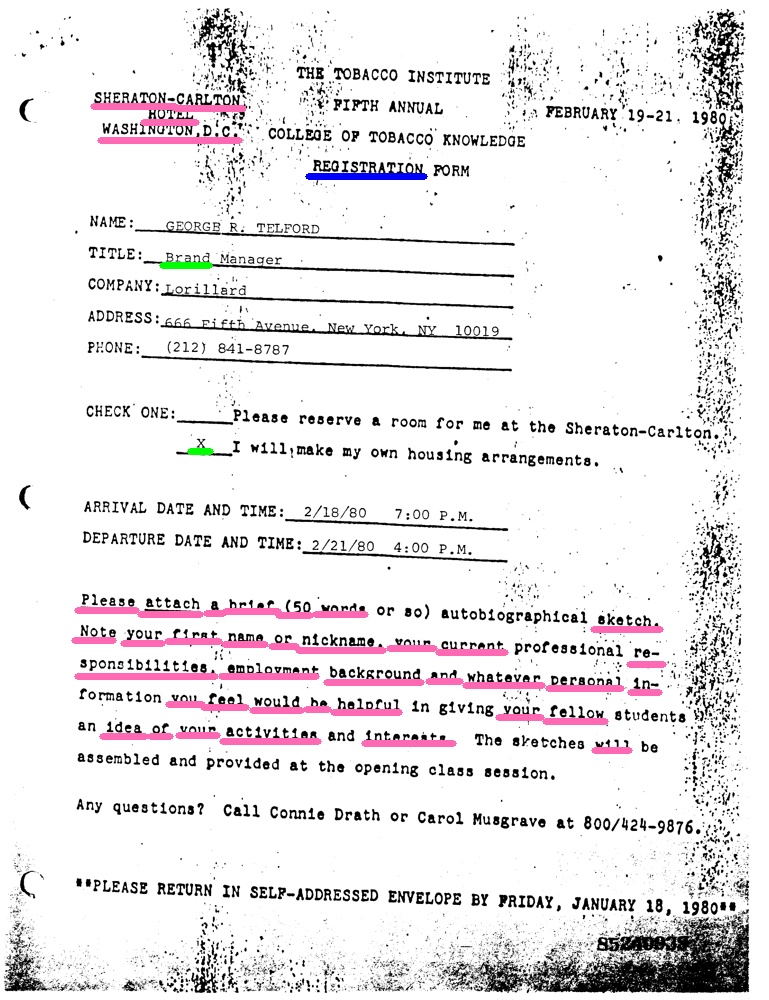 THE TOBACCO INSTITUTE
SHERATON-CARLTON FIFTH ANNUAL FEBRUARY 19-21, 1980
HOTEL
WASHINGTON,D.C. COLLEGE OF TOBACCO KNOWLEDGE
REGISTRATION FORM
NAME: GEORGE R. TELFORD
TITLE: Brand Manager
COMPANY: Lorillard
ADDRESS: 666 Fifth Avenue, New York, NY 10019
PHONE: (212) 841-8787
CHECK ONE: Please reserve a room for me at the Sheraton-Carlton.
X I will make my own housing arrangements.
ARRIVAL DATE AND TIME: 2/18/80 7:00 P.M.
DEPARTURE DATE AND TIME: 2/21/80 4:00 P.M.
Please attach a brief (50 words or so) autobiographical sketch.
Note your first name or nickname, your current professional re-
sponsibilities, employment background and whatever personal in-
formation you feel would be helpful in giving your fellow students
an idea of your activities and interests. The sketches will be
assembled and provided at the opening class session.
Any questions? Call Connie Drath or Carol Musgrave at 800/424-9876.
**PLEASE RETURN IN SELF-ADDRESSED ENVELOPE BY FRIDAY, JANUARY 18, 1980**